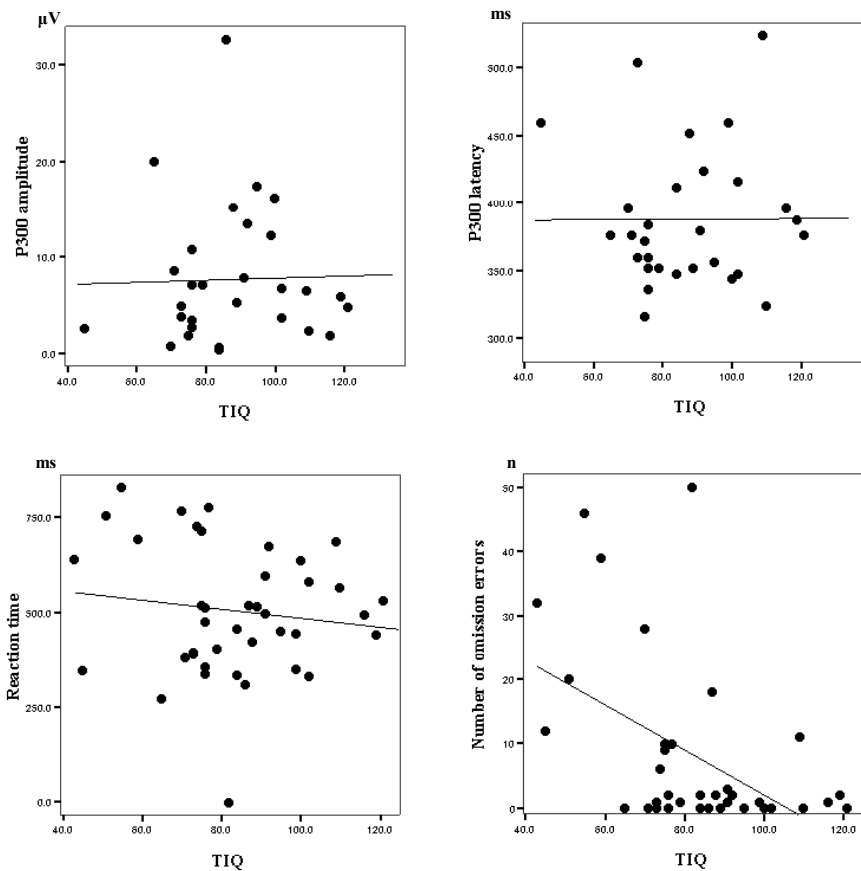 µV
P300 amplitude
30.0
20.0
10.0
0.0
40.0 60.0 80.0 100.0 120.0
TIQ
ms
P300 latency
500.0
450.0
400.0
350.0
300.0
40.0 60.0 80.0 100.0 120.0
TIQ
ms
Reaction time
750.0
500.0
250.0
0.0
40.0 60.0 80.0 100.0 120.0
TIQ
n
Number of omission errors
50
40
30
20
10
0
40.0 60.0 80.0 100.0 120.0
TIQ